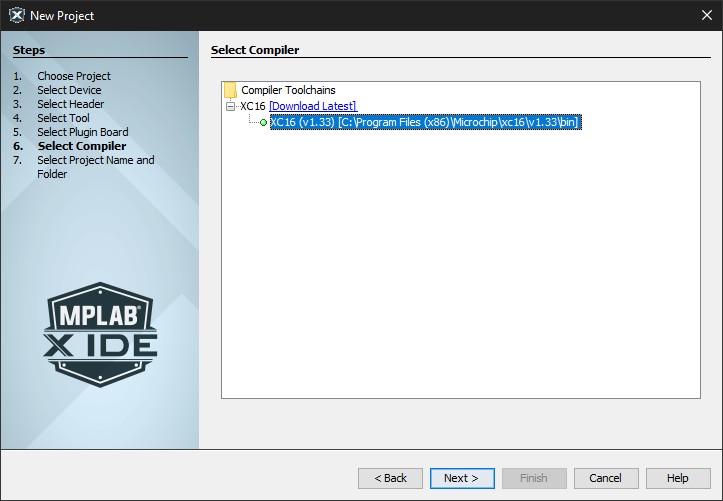 New Project
Steps
1. Choose Project
2. Select Device
3. Select Header
4. Select Tool
5. Select Plugin Board
6. Select Compiler
7. Select Project Name and
Folder
MPLAB®
X IDE
Select Compiler
Compiler Toolchains
XC16 [Download Latest]
XC16 (v1.33) [C:\Program Files (x86)\Microchip\xc16\v1.33\bin]
< Back
Next >
Finish
Cancel
Help